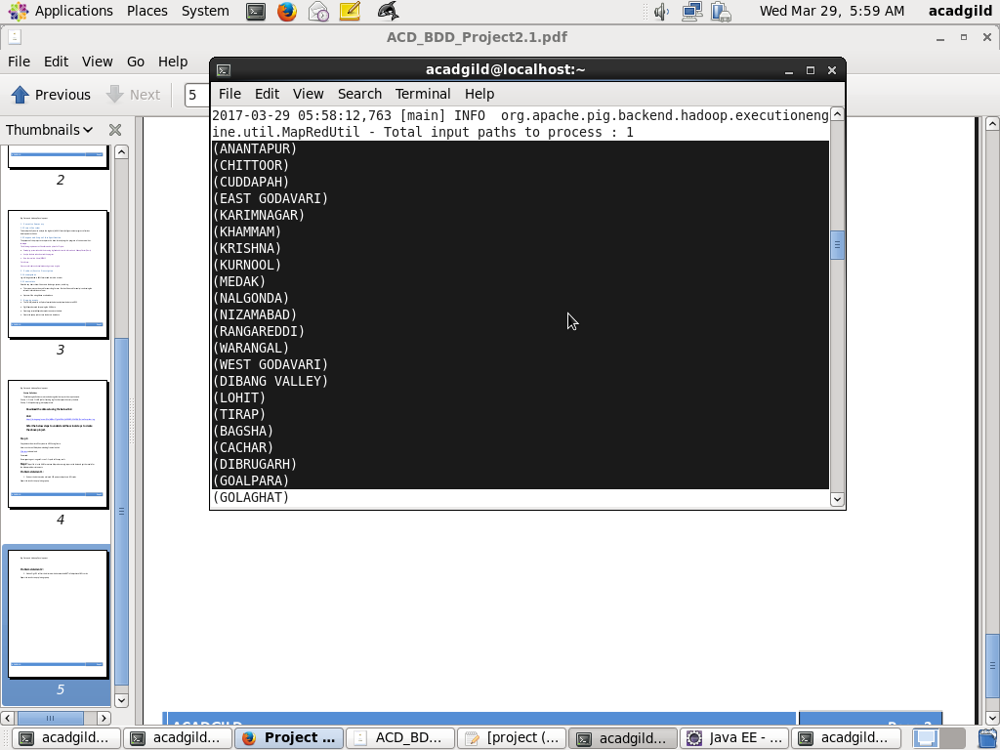 Applications Places System
Wed Mar 29, 5:59 AM acadgild
ACD_BDD_Project2.1.pdf
File Edit View Go Help
Previous Next 5
Thumbnails
2
3
4
5
acadgild@localhost:~
File Edit View Search Terminal Help
2017-03-29 05:58:12,763 [main] INFO  org.apache.pig.backend.hadoop.executioneng
ine.util.MapRedUtil - Total input paths to process : 1
(ANANTAPUR)
(CHITTOOR)
(CUDDAPAH)
(EAST GODAVARI)
(KARIMNAGAR)
(KHAMMAM)
(KRISHNA)
(KURNOOL)
(MEDAK)
(NALGONDA)
(NIZAMABAD)
(RANGAREDDI)
(WARANGAL)
(WEST GODAVARI)
(DIBANG VALLEY)
(LOHIT)
(TIRAP)
(BAGSHA)
(CACHAR)
(DIBRUGARH)
(GOALPARA)
(GOLAGHAT)
acadgild... acadgild... Project ... ACD_BD... [project (... acadgild... Java EE - ... acadgild...